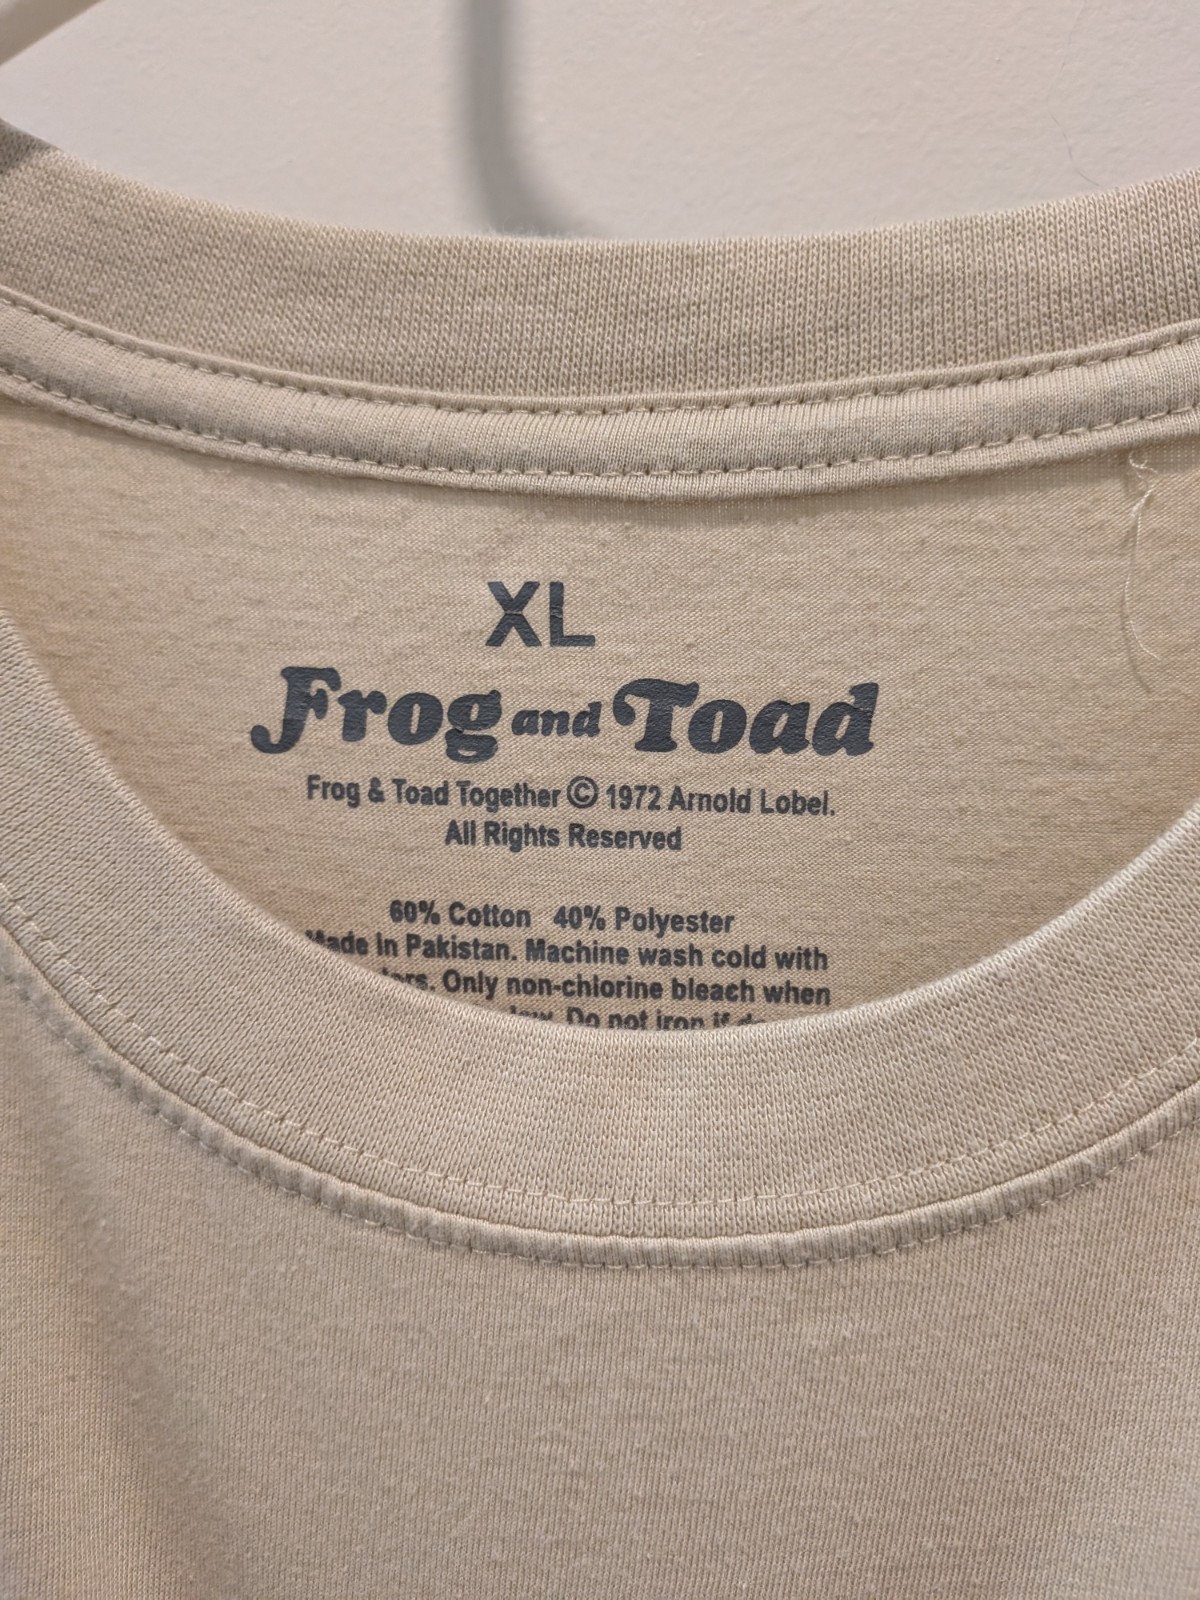 XL
Frog and Toad
Frog & Toad Together © 1972 Arnold Lobel.
All Rights Reserved
60% Cotton 40% Polyester
Made In Pakistan. Machine wash cold with
Only non-chlorine bleach when
Do not iron if